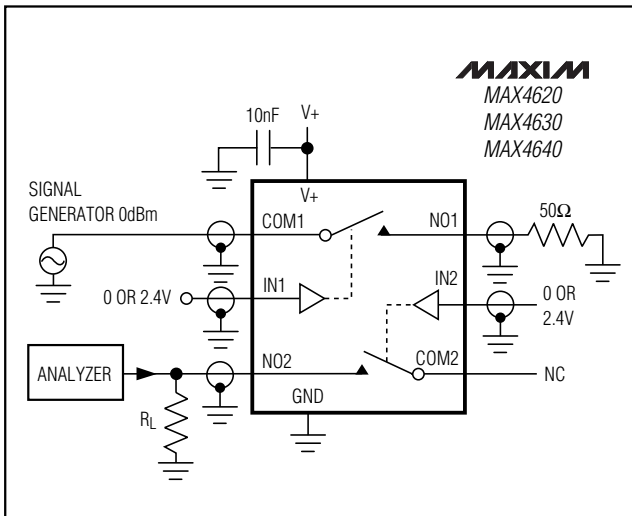 MAXIM
MAX4620
MAX4630
MAX4640
10nF
V+
V+
SIGNAL
GENERATOR 0dBm
COM1
NO1
50Ω
IN1
IN2
0 OR 2.4V
0 OR
2.4V
NO2
COM2
ANALYZER
NC
GND
RL